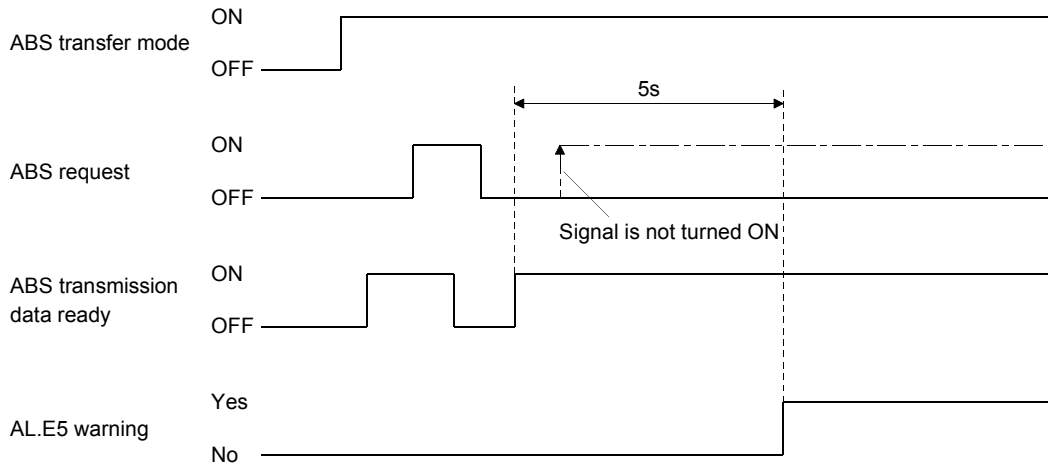 ON
ABS transfer mode
OFF
5s
ON
ABS request
OFF
Signal is not turned ON
ON
ABS transmission
data ready
OFF
Yes
AL.E5 warning
No